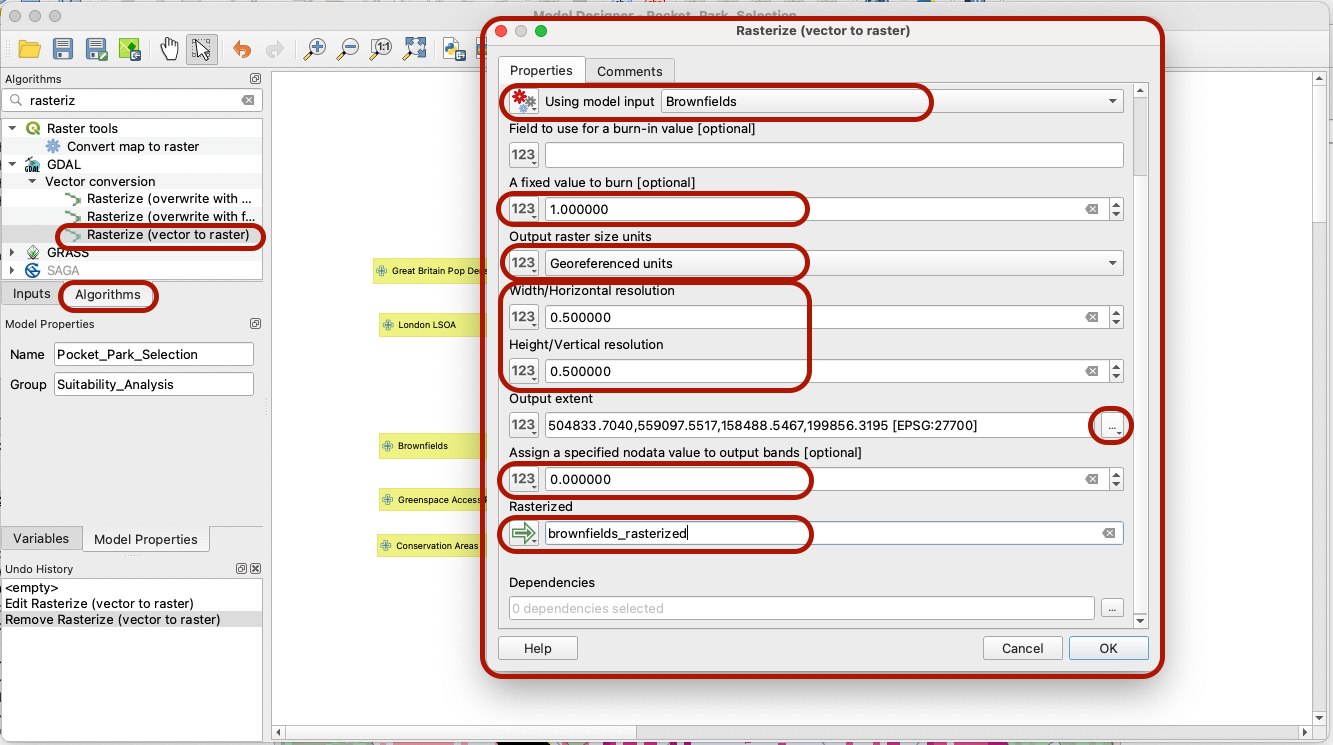 Model Designer - Pocket_Park_Selection
Rasterize (vector to raster)
1:1
Algorithms
rasteriz
Raster tools
Convert map to raster
GDAL
GDAL
Vector conversion
Rasterize (overwrite with ...
Rasterize (overwrite with f...
Rasterize (vector to raster)
GRASS
SAGA
Inputs
Algorithms
Model Properties
Name
Pocket_Park_Selection
Group
Suitability_Analysis
Variables
Model Properties
Undo History
<empty>
Edit Rasterize (vector to raster)
Remove Rasterize (vector to raster)
Great Britain Pop Dens
London LSOA
Brownfields
Greenspace Access
Conservation Areas
Properties
Comments
Using model input
Brownfields
Field to use for a burn-in value [optional]
123
A fixed value to burn [optional]
123
1.000000
Output raster size units
123
Georeferenced units
Width/Horizontal resolution
123
0.500000
Height/Vertical resolution
123
0.500000
Output extent
123
504833.7040,559097.5517,158488.5467,199856.3195 [EPSG:27700]
...
Assign a specified nodata value to output bands [optional]
123
0.000000
Rasterized
brownfields_rasterized
Dependencies
0 dependencies selected
...
Help
Cancel
OK